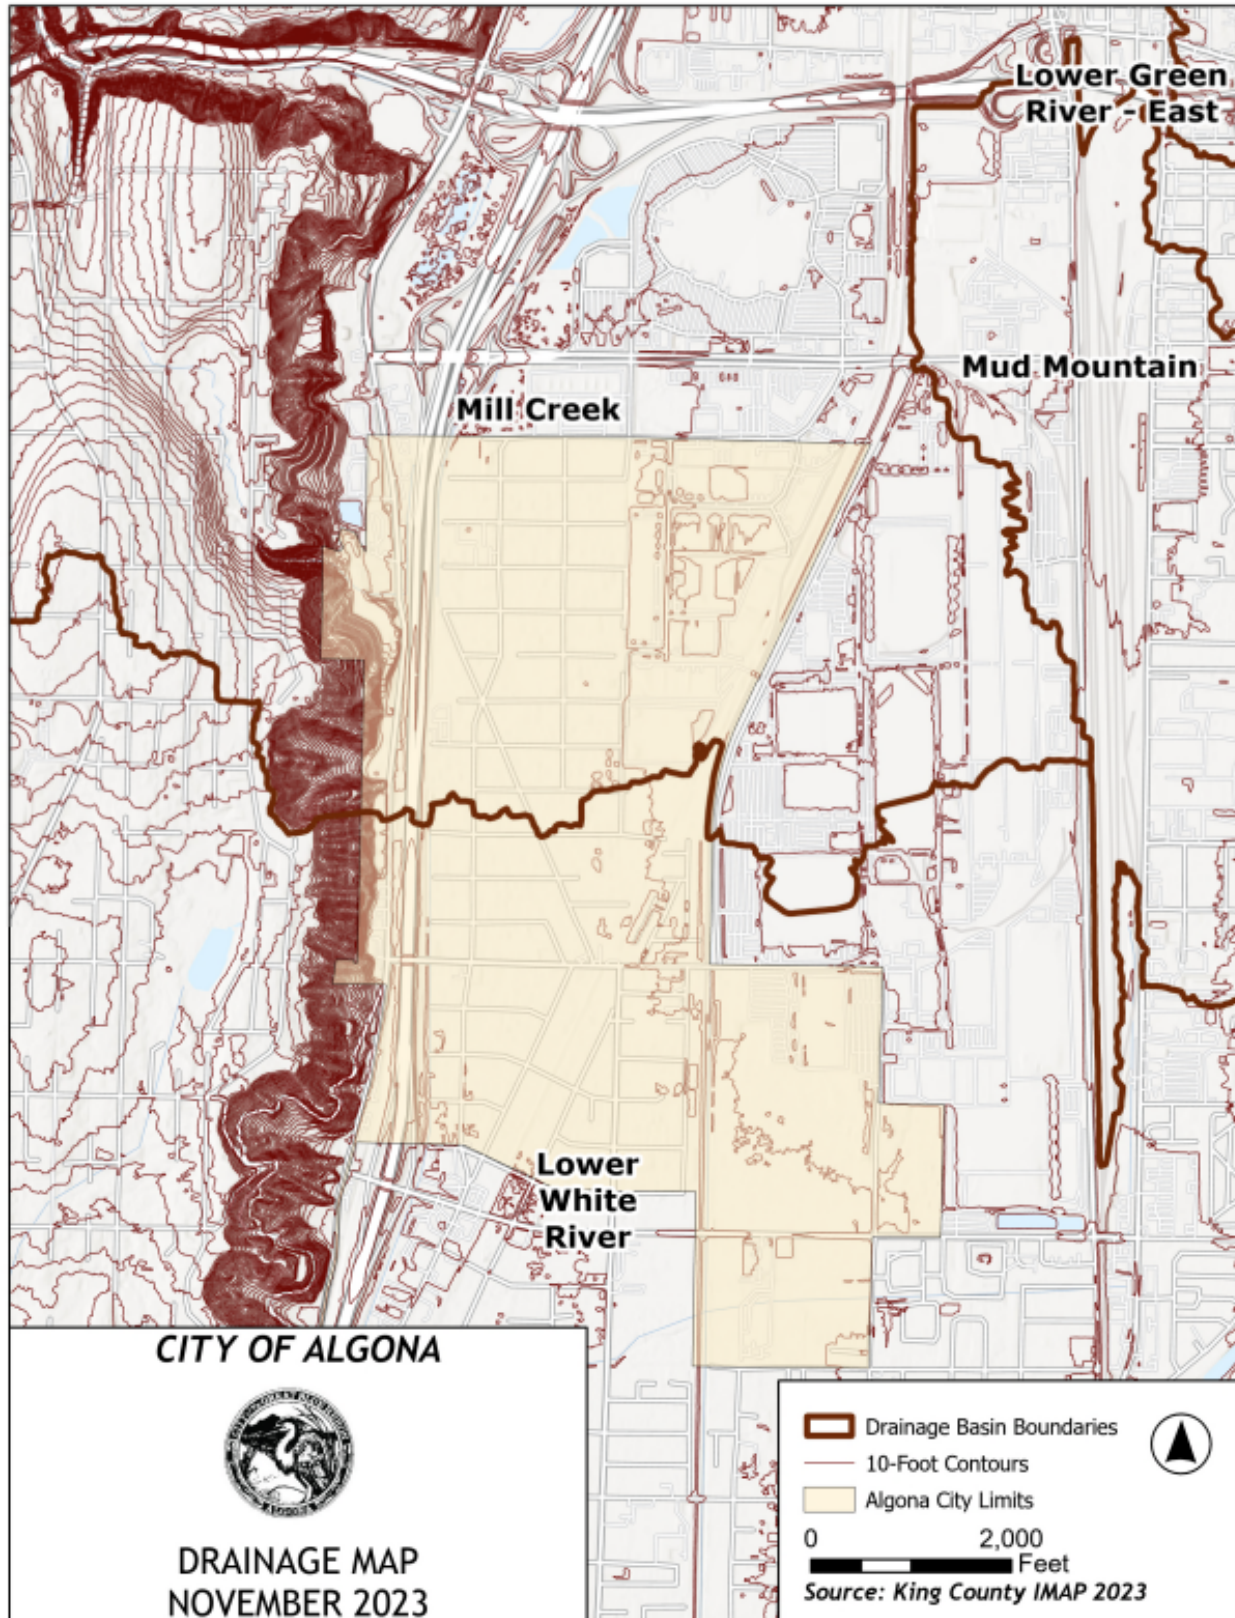 Lower Green
River - East
Mud Mountain
Mill Creek
Lower
White
River
CITY OF ALGONA
ALGONA
DRAINAGE MAP
NOVEMBER 2023
Drainage Basin Boundaries
10-Foot Contours
Algona City Limits
0 2,000
Feet
Source: King County IMAP 2023